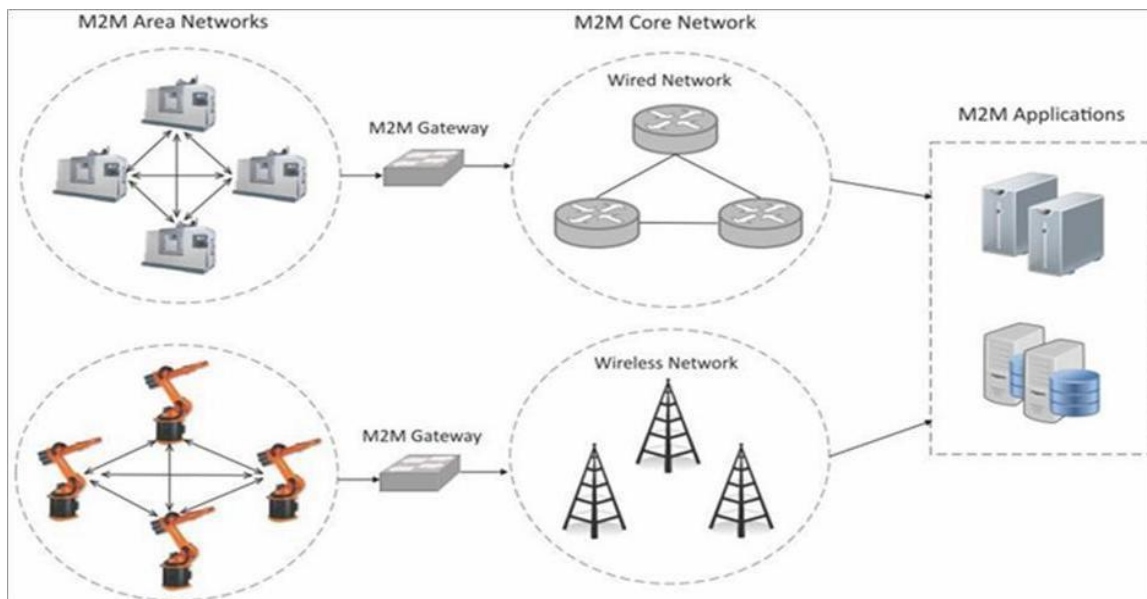 M2M Area Networks
M2M Core Network
Wired Network
M2M Gateway
M2M Applications
Wireless Network
M2M Gateway